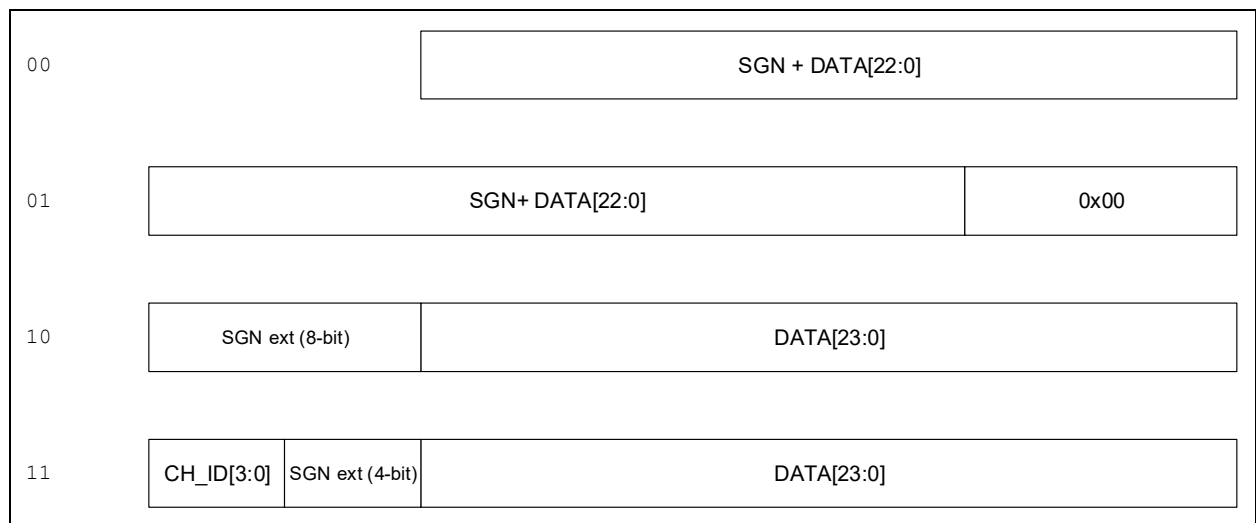 00 SGN + DATA[22:0]
01 SGN+ DATA[22:0] 0x00
10 SGN ext (8-bit) DATA[23:0]
11 CH_ID[3:0] SGN ext (4-bit) DATA[23:0]